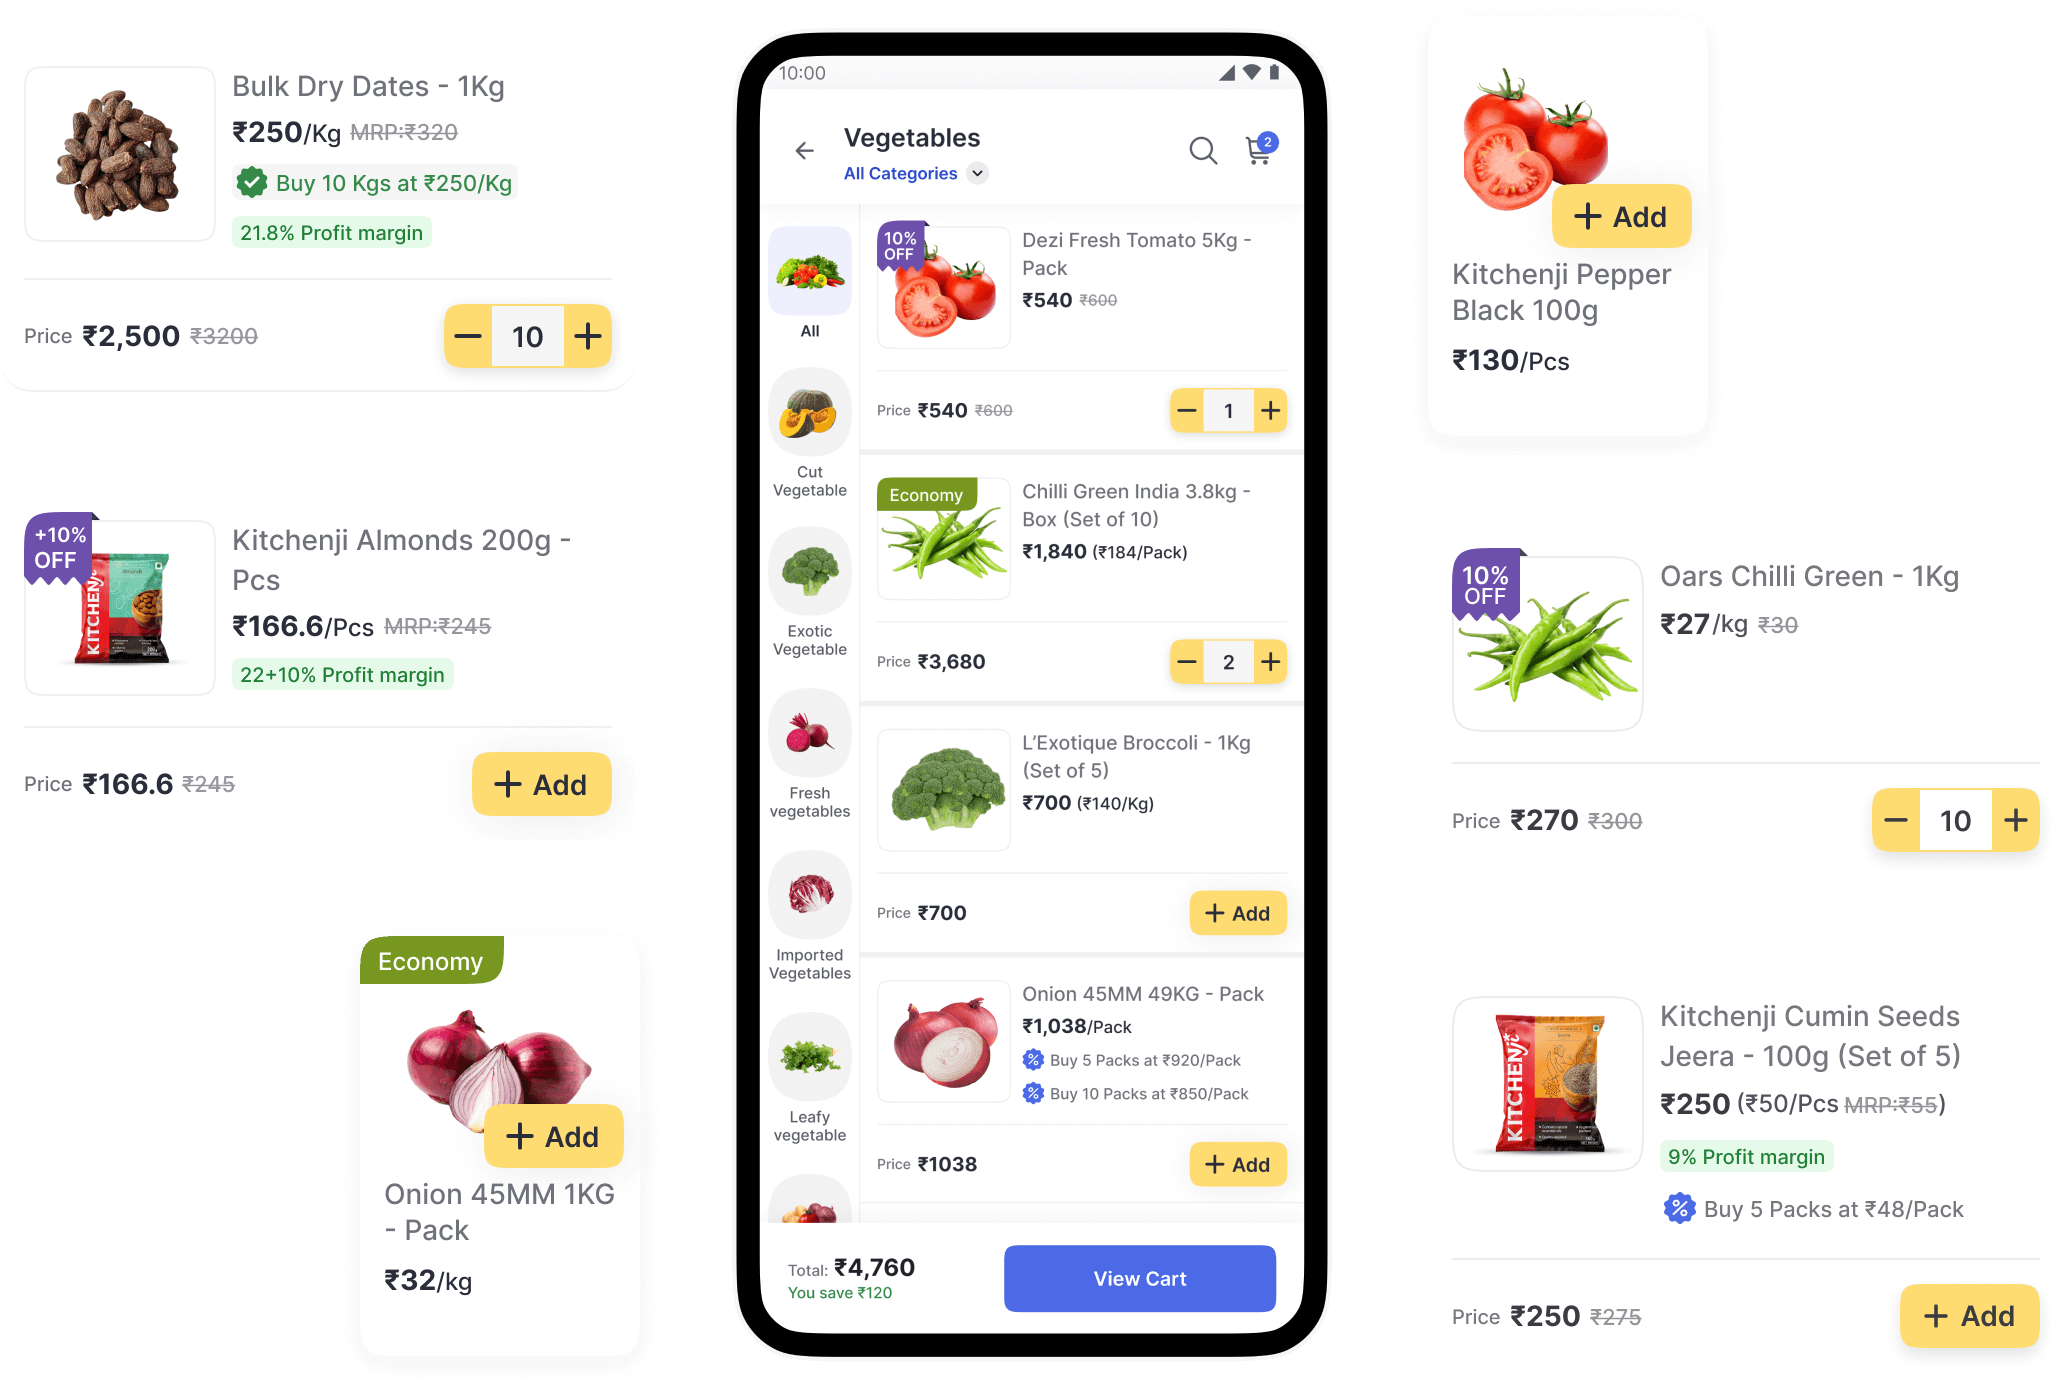 Bulk Dry Dates - 1Kg
₹250/Kg MRP:₹320
Buy 10 Kgs at ₹250/Kg
21.8% Profit margin
Price ₹2,500 ₹3200
10
+10%
OFF
KITCHENJi
Almonds
Kitchenji Almonds 200g -
Pcs
₹166.6/Pcs MRP:₹245
22+10% Profit margin
Price ₹166.6 ₹245
+ Add
Economy
+ Add
Onion 45MM 1KG
- Pack
₹32/kg
10:00
Vegetables
All Categories
2
All
Cut
Vegetable
Exotic
Vegetable
Fresh
vegetables
Imported
Vegetables
Leafy
vegetable
10%
OFF
Dezi Fresh Tomato 5Kg -
Pack
₹540 ₹600
Price ₹540 ₹600
1
Economy
Chilli Green India 3.8kg -
Box (Set of 10)
₹1,840 (₹184/Pack)
Price ₹3,680
2
L’Exotique Broccoli - 1Kg
(Set of 5)
₹700 (₹140/Kg)
Price ₹700
+ Add
Onion 45MM 49KG - Pack
₹1,038/Pack
% Buy 5 Packs at ₹920/Pack
% Buy 10 Packs at ₹850/Pack
Price ₹1038
+ Add
Total: ₹4,760
You save ₹120
View Cart
+ Add
Kitchenji Pepper
Black 100g
₹130/Pcs
10%
OFF
Oars Chilli Green - 1Kg
₹27/kg ₹30
Price ₹270 ₹300
10
KITCHENJi
Kitchenji Cumin Seeds
Jeera - 100g (Set of 5)
₹250 (₹50/Pcs MRP:₹55)
9% Profit margin
% Buy 5 Packs at ₹48/Pack
Price ₹250 ₹275
+ Add